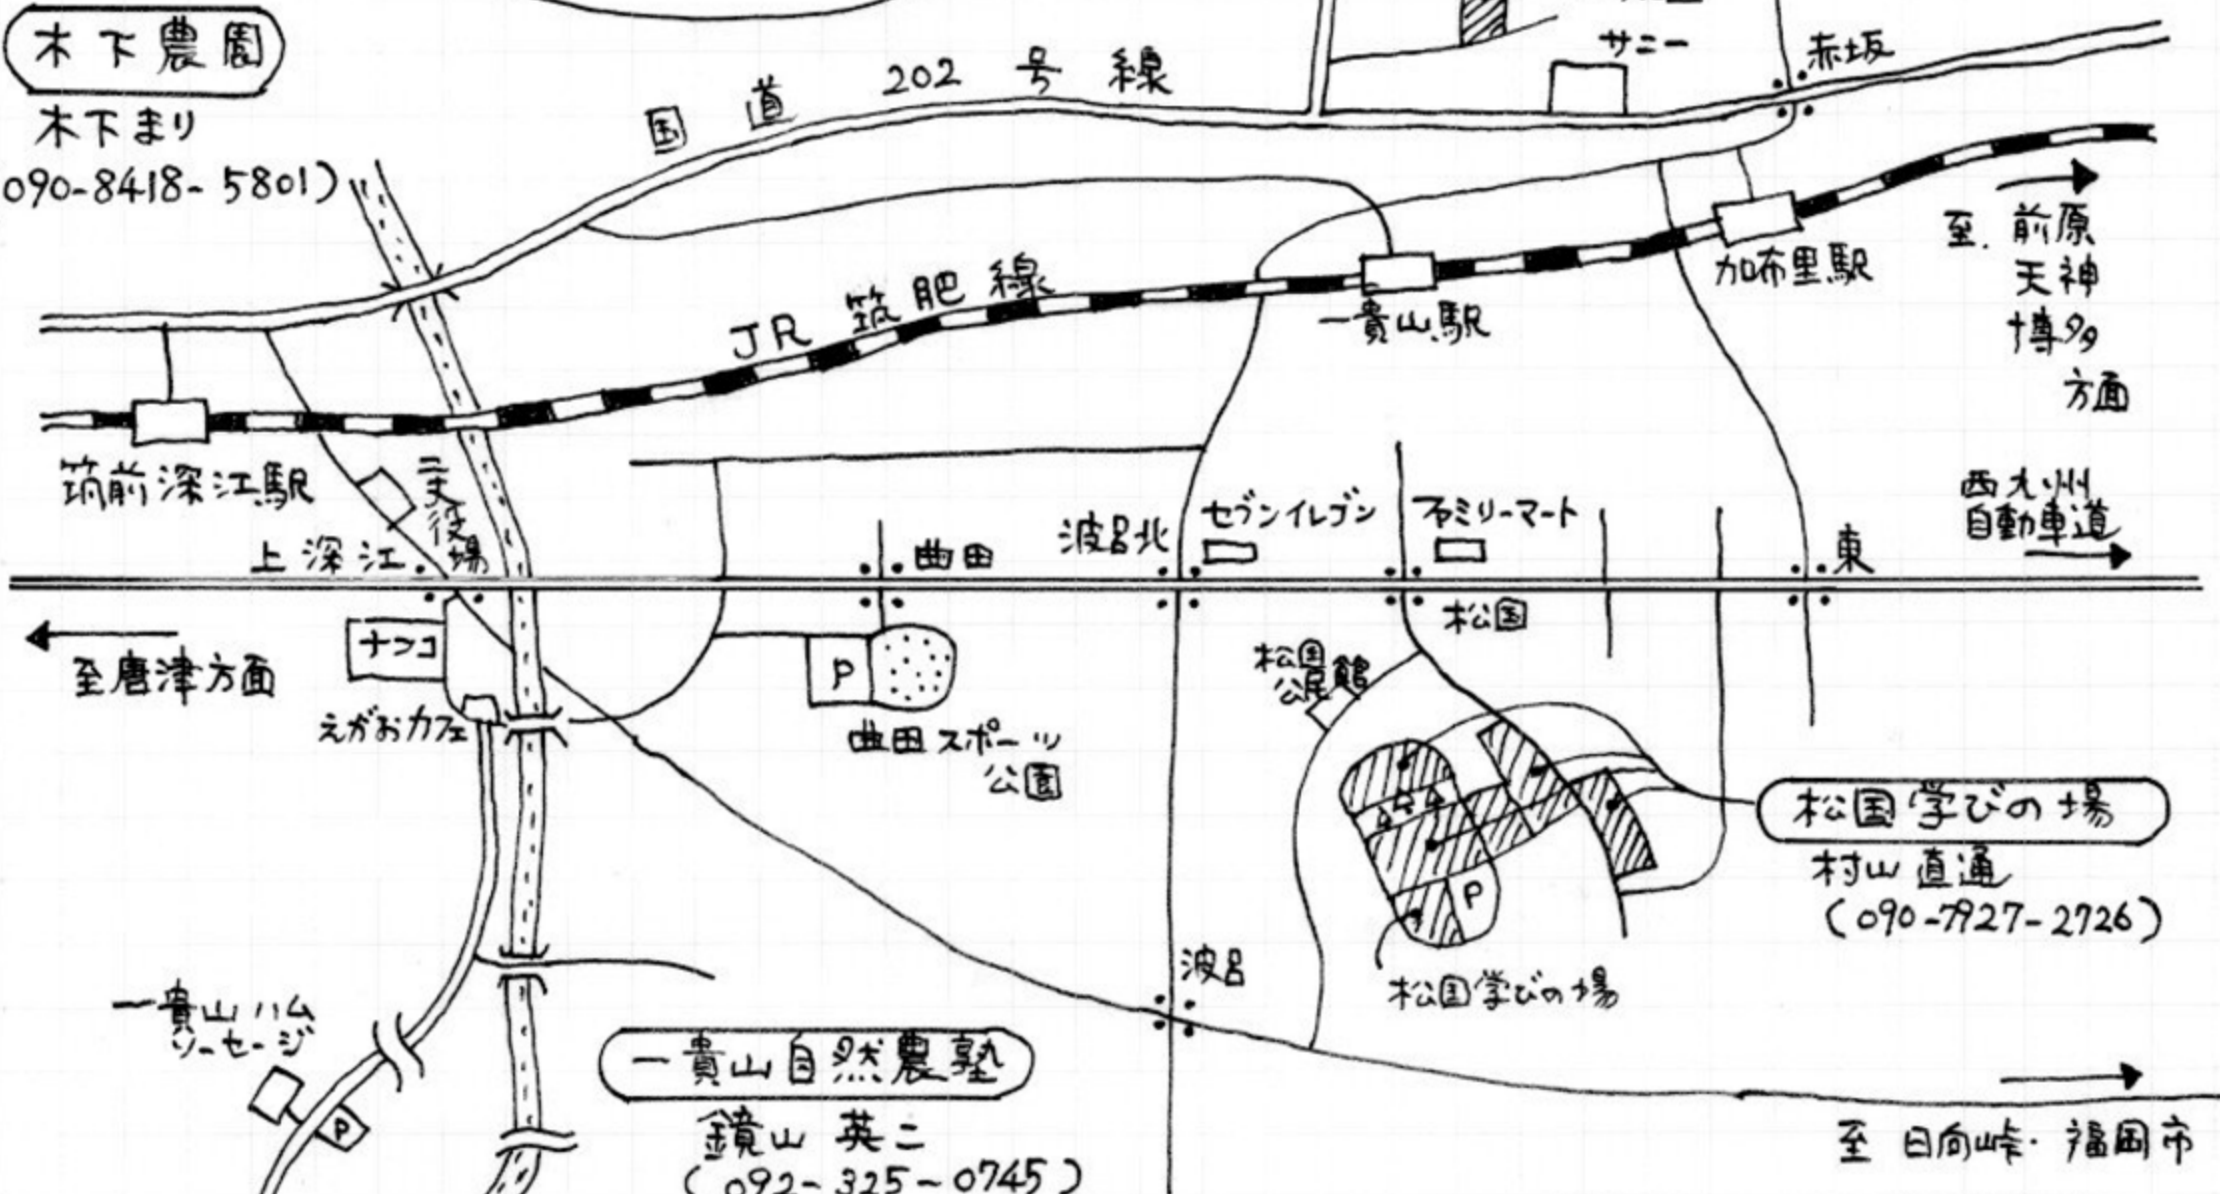 木下農園
木下まり
090-8418-5801)
国道 202 号線
サニー
赤坂
JR 筑肥線
一貴山駅
加布里駅
至. 前原
天神
博多
方面
筑前深江駅
二丈
役場
上深江
曲田
波呂北
セブンイレブン
ファミリーマート
西九州
自動車道
東
松国
至唐津方面
ナフコ
えがおカフェ
P
曲田スポーツ
公園
松国
公民館
P
松国学びの場
村山 直通
(090-7927-2726)
松国学びの場
波呂
一貴山ハム
ソーセージ
P
一貴山自然農塾
鏡山 英二
(092-325-0745)
至 日向峠・福岡市